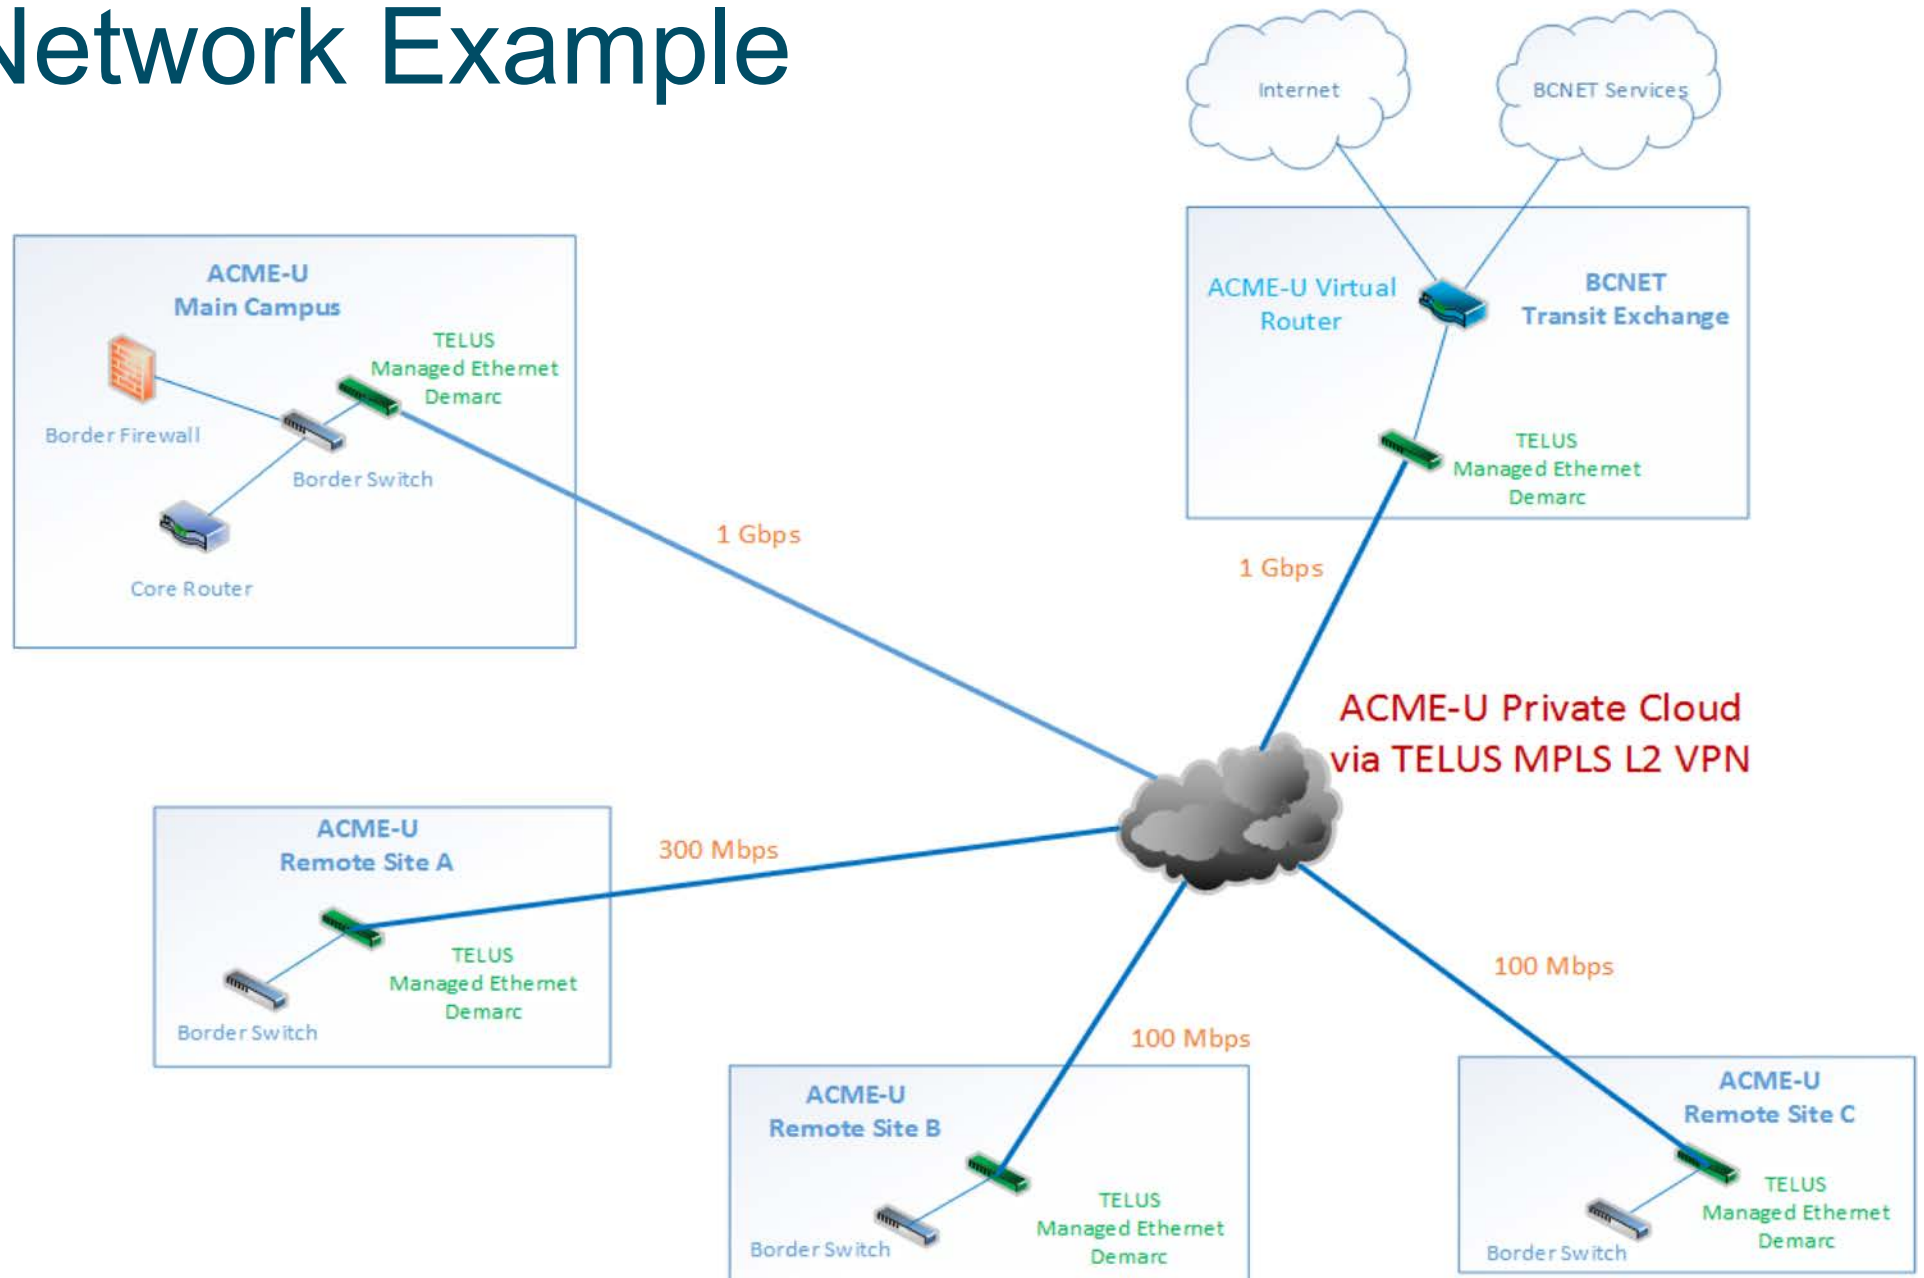 Network Example
Internet
BCNET Services
ACME-U
Main Campus
TELUS
Managed Ethernet
Demarc
Border Firewall
Border Switch
Core Router
ACME-U Virtual
Router
BCNET
Transit Exchange
TELUS
Managed Ethernet
Demarc
1 Gbps
1 Gbps
ACME-U Private Cloud
via TELUS MPLS L2 VPN
ACME-U
Remote Site A
300 Mbps
TELUS
Managed Ethernet
Demarc
Border Switch
100 Mbps
100 Mbps
ACME-U
Remote Site B
TELUS
Managed Ethernet
Demarc
Border Switch
ACME-U
Remote Site C
TELUS
Managed Ethernet
Demarc
Border Switch